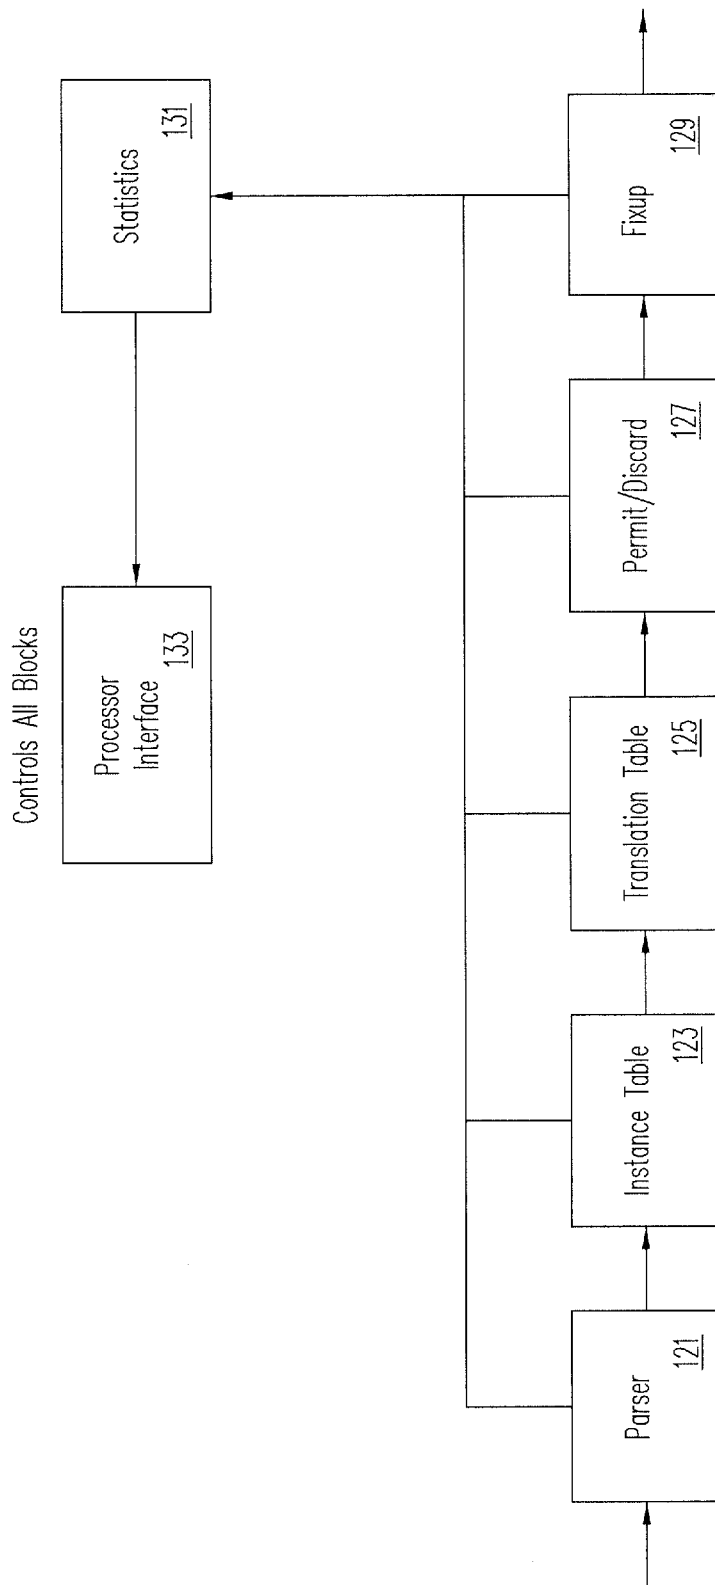 Controls All Blocks
Processor
Interface
133
Statistics
131
Parser
121
Instance Table
123
Translation Table
125
Permit/Discard
127
Fixup
129